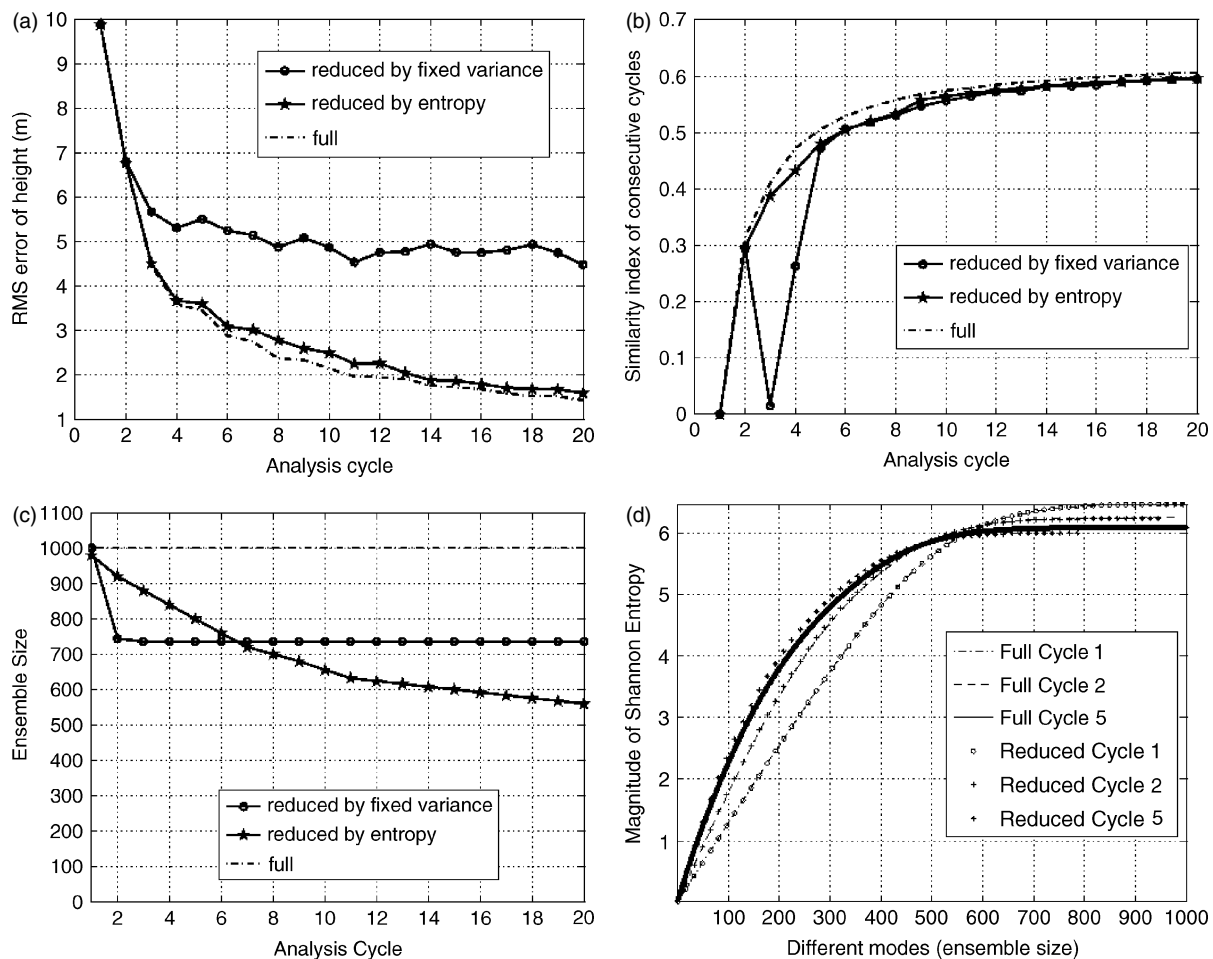 (a)
10
9
8
7
6
5
4
3
2
1
RMS error of height (m)
reduced by fixed variance
reduced by entropy
full
0 2 4 6 8 10 12 14 16 18 20
Analysis cycle
(b)
0.7
0.6
0.5
0.4
0.3
0.2
0.1
0
Similarity index of consecutive cycles
reduced by fixed variance
reduced by entropy
full
0 2 4 6 8 10 12 14 16 18 20
Analysis cycle
(c)
1100
1000
900
800
700
600
500
400
300
200
100
0
Ensemble Size
reduced by fixed variance
reduced by entropy
full
2 4 6 8 10 12 14 16 18 20
Analysis Cycle
(d)
6
5
4
3
2
1
Magnitude of Shannon Entropy
Full Cycle 1
Full Cycle 2
Full Cycle 5
Reduced Cycle 1
Reduced Cycle 2
Reduced Cycle 5
100 200 300 400 500 600 700 800 900 1000
Different modes (ensemble size)